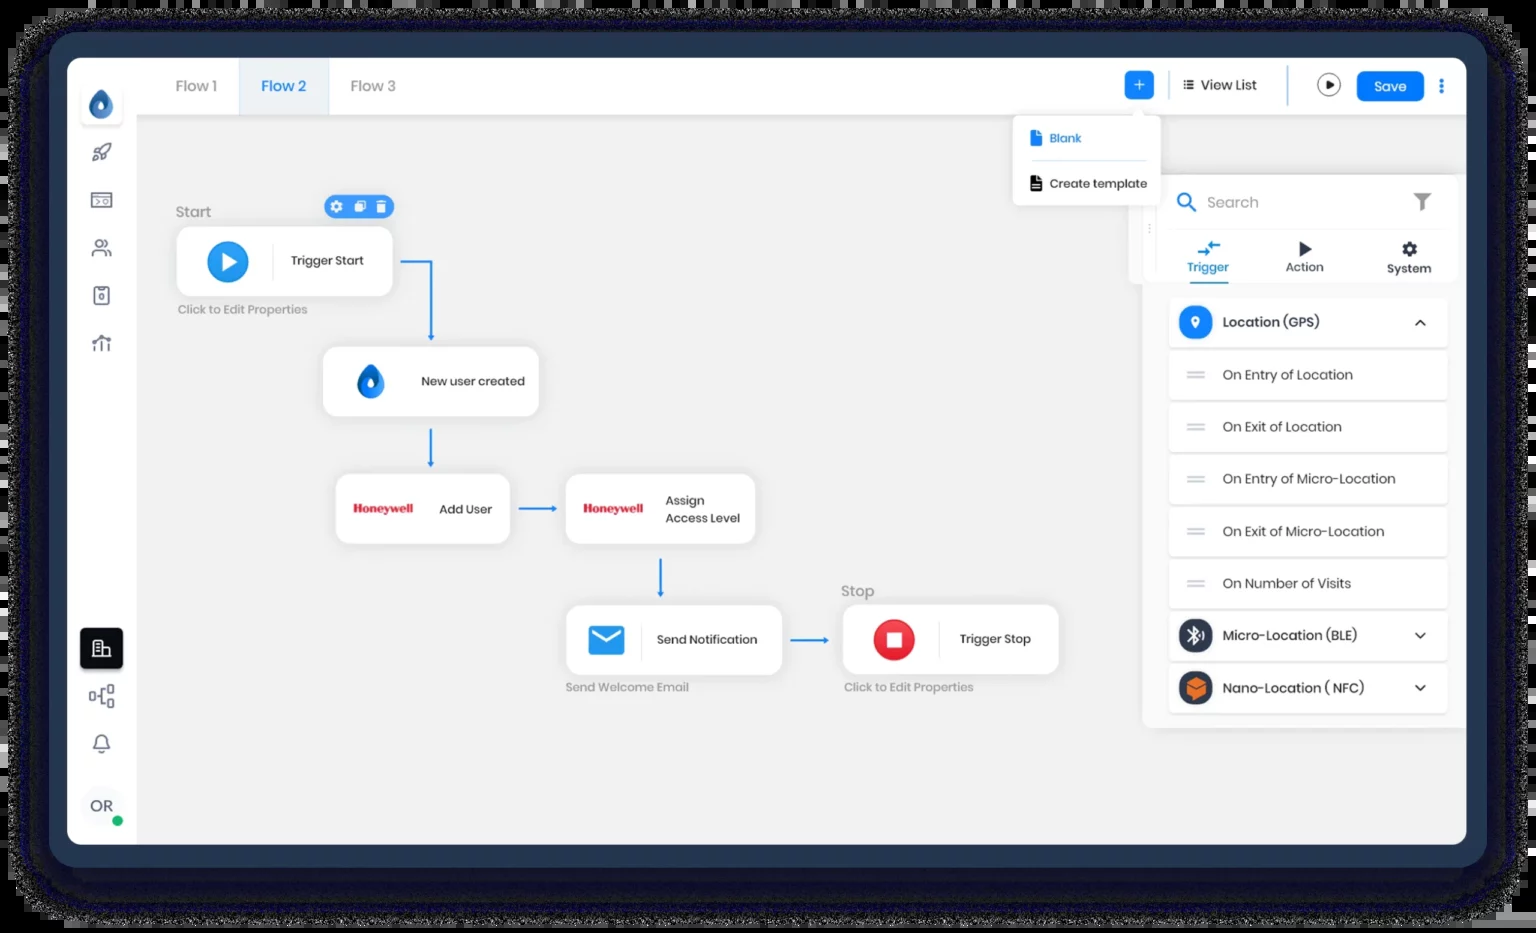 Flow 1
Flow 2
Flow 3
View List
Save
Blank
Create template
Start
Trigger Start
Click to Edit Properties
New user created
Honeywell
Add User
Honeywell
Assign
Access Level
Send Notification
Send Welcome Email
Stop
Trigger Stop
Click to Edit Properties
Search
Trigger
Action
System
Location (GPS)
On Entry of Location
On Exit of Location
On Entry of Micro-Location
On Exit of Micro-Location
On Number of Visits
Micro-Location (BLE)
Nano-Location ( NFC)
OR